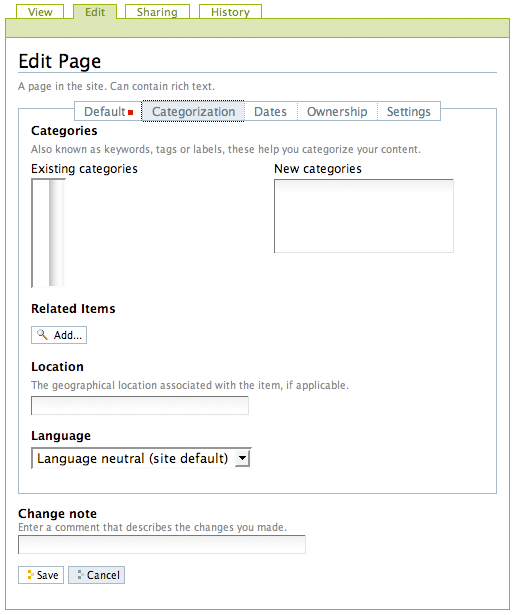 View Edit Sharing History
Edit Page
A page in the site. Can contain rich text.
Default Categorization Dates Ownership Settings
Categories
Also known as keywords, tags or labels, these help you categorize your content.
Existing categories New categories
Related Items
Add...
Location
The geographical location associated with the item, if applicable.
Language
Language neutral (site default)
Change note
Enter a comment that describes the changes you made.
Save Cancel